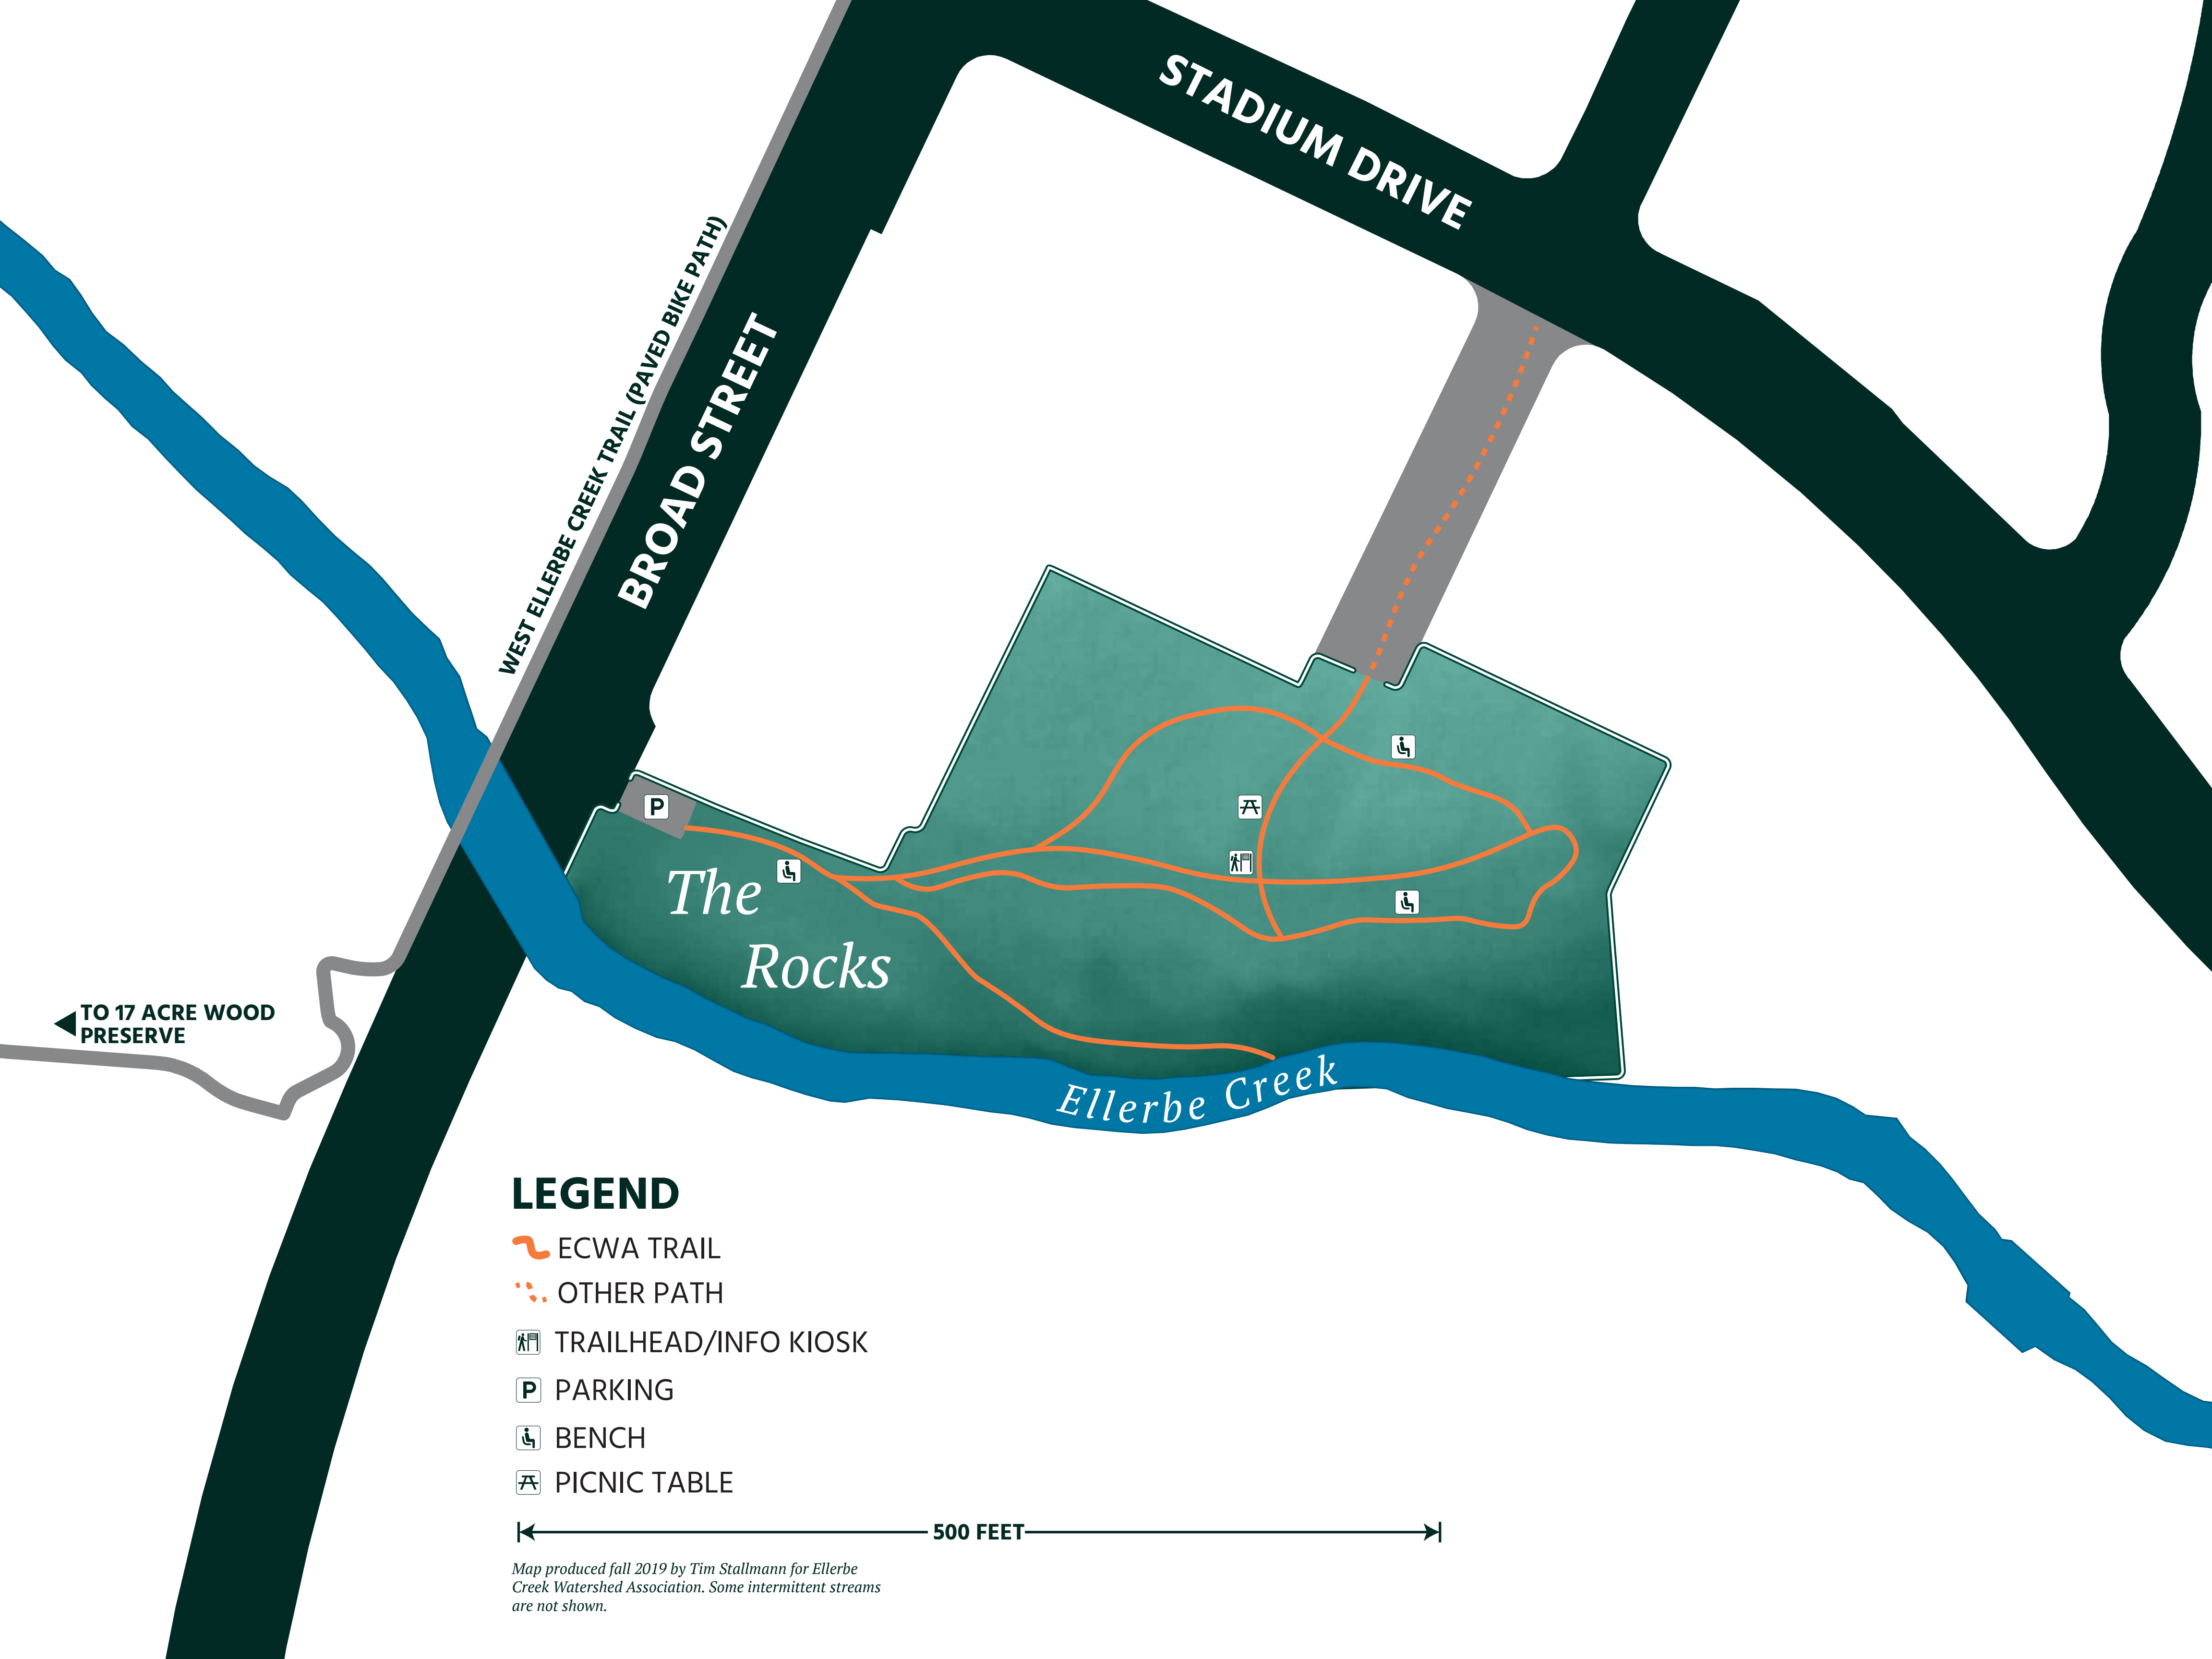 STADIUM DRIVE
WEST ELLERBE CREEK TRAIL (PAVED BIKE PATH)
BROAD STREET
P
The
Rocks
TO 17 ACRE WOOD
PRESERVE
Ellerbe Creek
LEGEND
ECWA TRAIL
OTHER PATH
TRAILHEAD/INFO KIOSK
P PARKING
BENCH
PICNIC TABLE
500 FEET
Map produced fall 2019 by Tim Stallmann for Ellerbe
Creek Watershed Association. Some intermittent streams
are not shown.